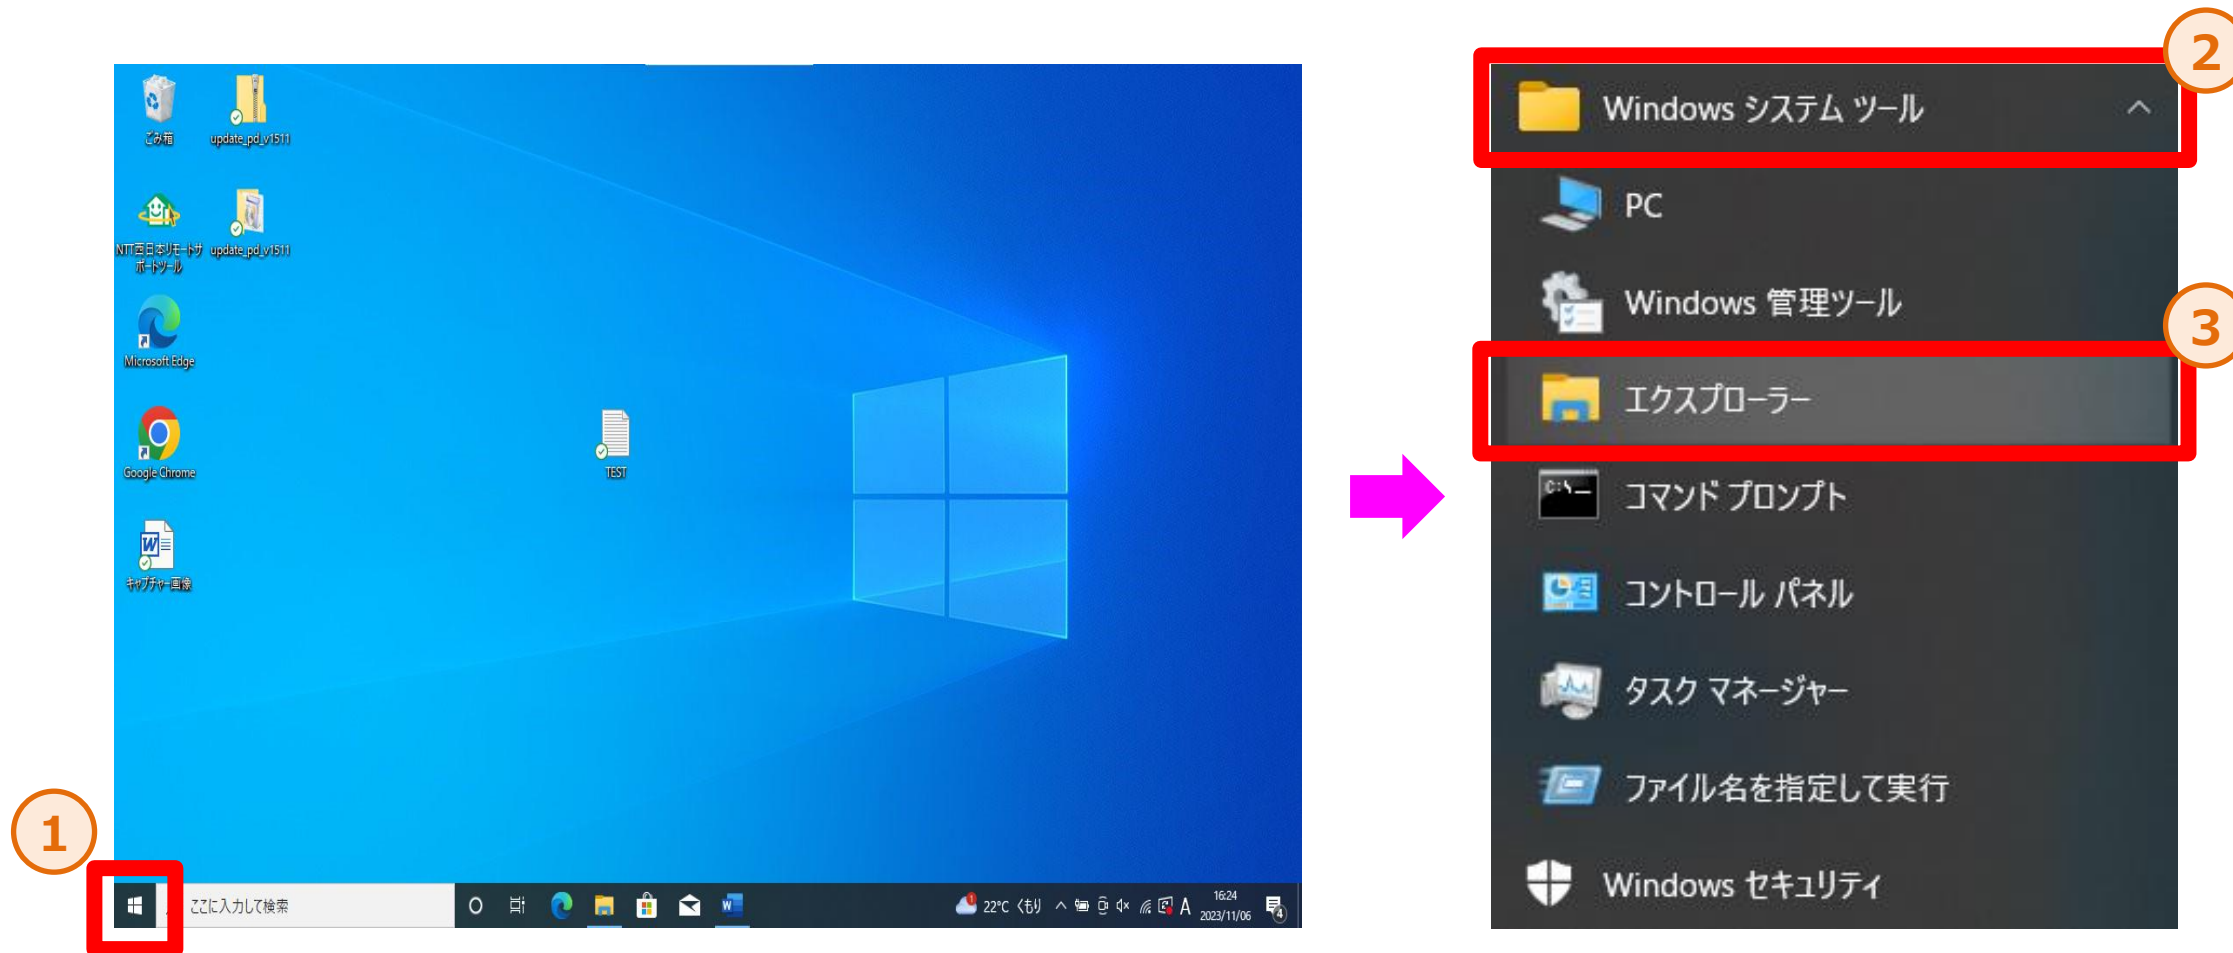 ごみ箱
update_pd_v1511
NTT西日本リモートサ
ポートツール
update_pd_v1511
Microsoft Edge
Google Chrome
W
キャプチャー画像
TEST
1
ここに入力して検索
W
1
22°C くもり
A
16:24
2023/11/06
4
2
Windows システム ツール
PC
Windows 管理ツール
3
エクスプローラー
C:\
コマンド プロンプト
コントロール パネル
タスク マネージャー
ファイル名を指定して実行
Windows セキュリティ